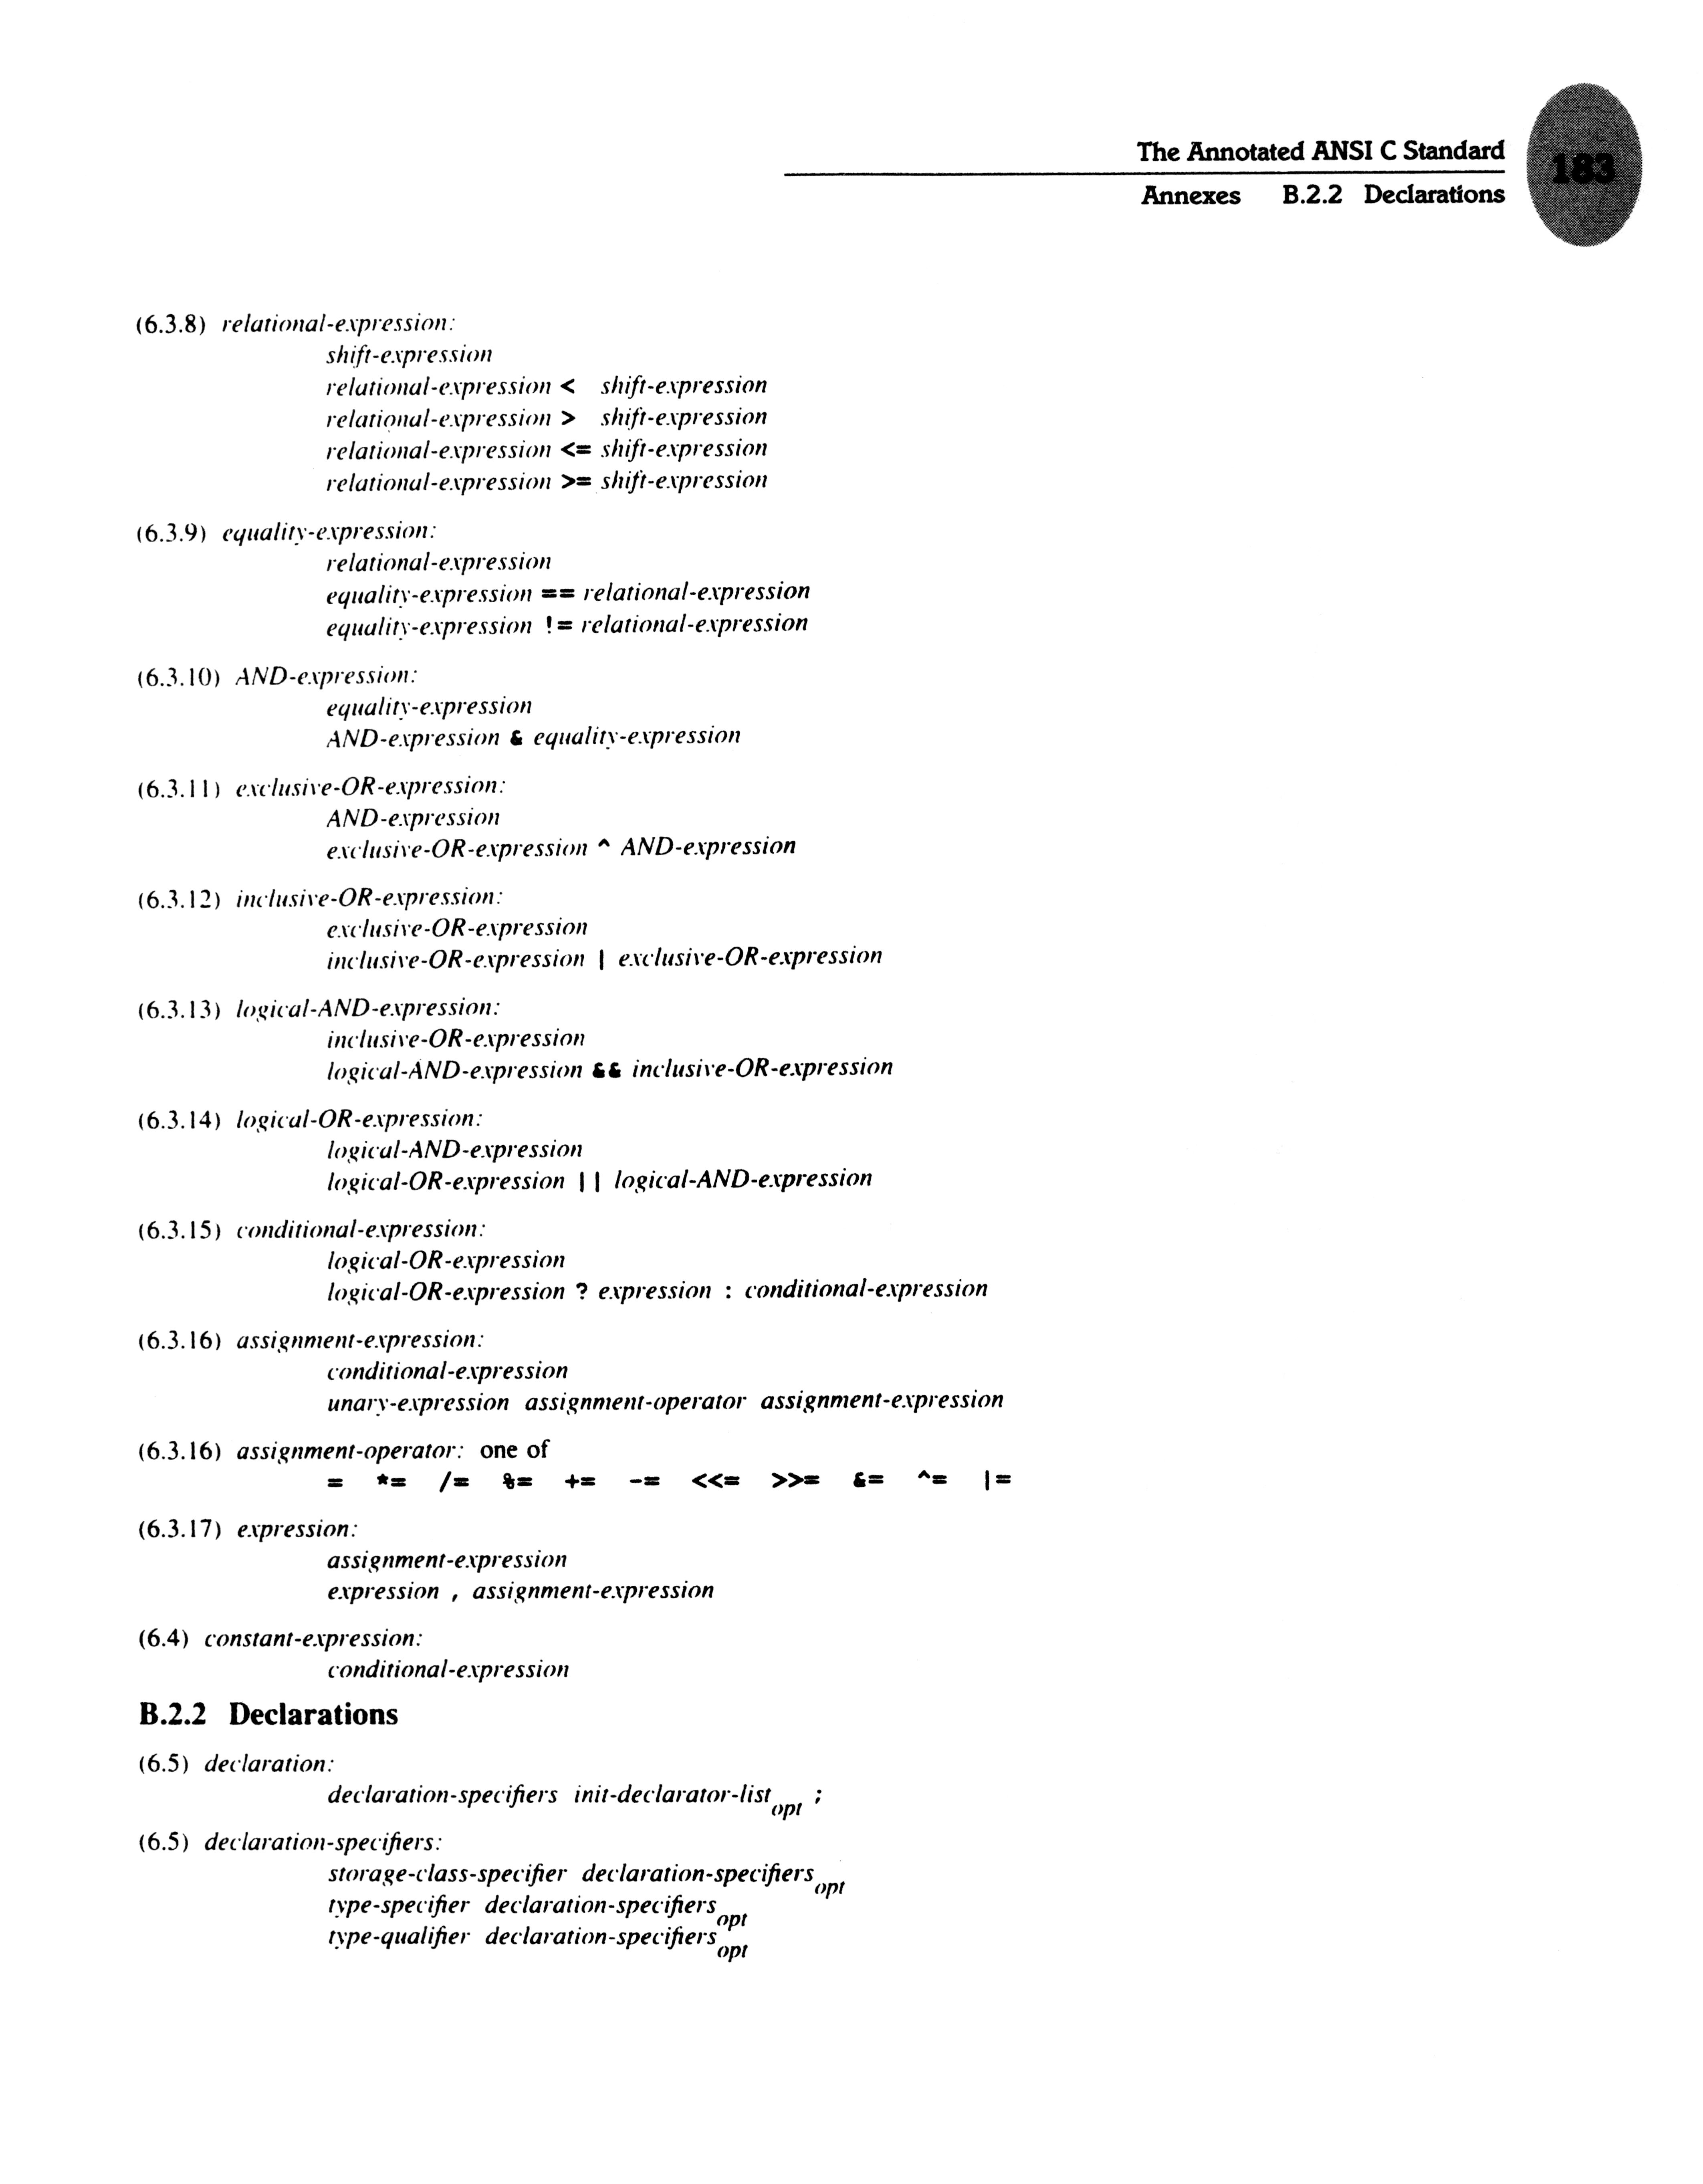 The Annotated ANSI C Standard
183
Annexes B.2.2 Declarations
(6.3.8) relational-expression:
shift-expression
relational-expression < shift-expression
relational-expression > shift-expression
relational-expression <= shift-expression
relational-expression >= shift-expression
(6.3.9) equality-expression:
relational-expression
equality-expression == relational-expression
equality-expression != relational-expression
(6.3.10) AND-expression:
equality-expression
AND-expression & equality-expression
(6.3.11) exclusive-OR-expression:
AND-expression
exclusive-OR-expression ^ AND-expression
(6.3.12) inclusive-OR-expression:
exclusive-OR-expression
inclusive-OR-expression | exclusive-OR-expression
(6.3.13) logical-AND-expression:
inclusive-OR-expression
logical-AND-expression && inclusive-OR-expression
(6.3.14) logical-OR-expression:
logical-AND-expression
logical-OR-expression || logical-AND-expression
(6.3.15) conditional-expression:
logical-OR-expression
logical-OR-expression ? expression : conditional-expression
(6.3.16) assignment-expression:
conditional-expression
unary-expression assignment-operator assignment-expression
(6.3.16) assignment-operator: one of
= *= /= %= += -= <<= >>= &= ^= |=
(6.3.17) expression:
assignment-expression
expression , assignment-expression
(6.4) constant-expression:
conditional-expression
B.2.2 Declarations
(6.5) declaration:
declaration-specifiers init-declarator-list opt ;
(6.5) declaration-specifiers:
storage-class-specifier declaration-specifiers opt
type-specifier declaration-specifiers opt
type-qualifier declaration-specifiers opt